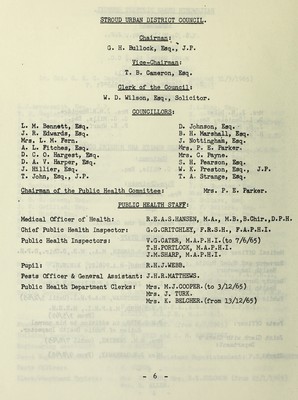 STROUD URBAN DISTRICT COUNCIL.
Chairman:
G. H. Bullock, Esq., J.P.
Vice-Chairman:
T. B. Cameron, Esq.
Clerk of the Council:
W. D. Wilson, Esq., Solicitor.
COUNCILLORS:
L. M. Bennett, Esq. D. Johnson, Esq.
J. R. Edwards, Esq. B. H. Marshall, Esq.
Mrs. L. M. Fern. J. Nottingham, Esq.
A. L. Fitches, Esq. Mrs. P. E. Parker.
D. C. O. Hargest, Esq. Mrs. C. Payne.
D. A. V. Harper, Esq. S. H. Pearson, Esq.
J. Hillier, Esq. W. K. Preston, Esq., J.P.
T. John, Esq., J.P. T. A. Strange, Esq.
Chairman of the Public Health Committee: Mrs. P. E. Parker.
PUBLIC HEALTH STAFF:
Medical Officer of Health: R.E.A.S.HANSEN, M.A., M.B.,B.Chir.,D.P.H.
Chief Public Health Inspector: G.G.CRITCHLEY, F.R.S.H., F.A.P.H.I.
Public Health Inspectors: V.G.CATER, M.A.P.H.I.(to 7/6/65)
T.H.PORTLOCK, M.A.P.H.I.
J.M.SHARP, M.A.P.H.I.
Pupil: R.H.J.WEBB.
Pests Officer & General Assistant: J.H.R.MATTHEWS.
Public Health Department Clerks: Mrs. M.J.COOPER.(to 3/12/65)
Mrs. J. TURK.
Mrs. K. BELCHER.(from 13/12/65)
- 6 -